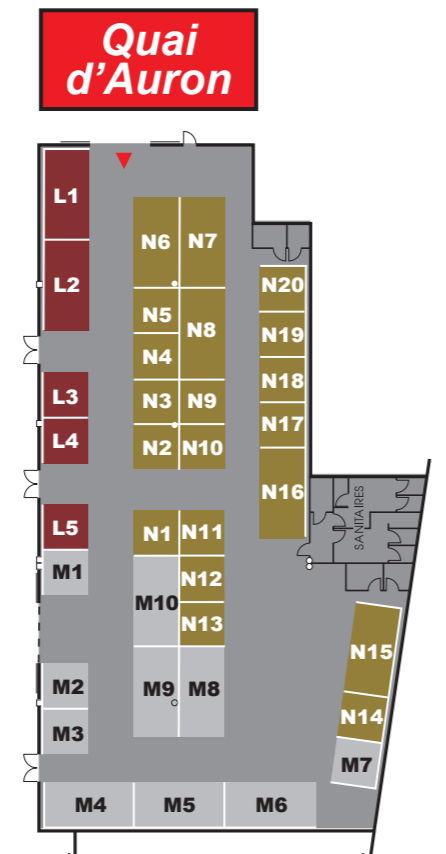 Quai
d'Auron
L1
N6 N7
L2
N20
N5
N8
N19
N4
L3
N18
N3 N9
L4
N17
N2 N10
N16
SANITAIRES
L5
N1 N11
M1
N12
M10
N13
N15
M2
M9 M8
N14
M3
M7
M4 M5 M6